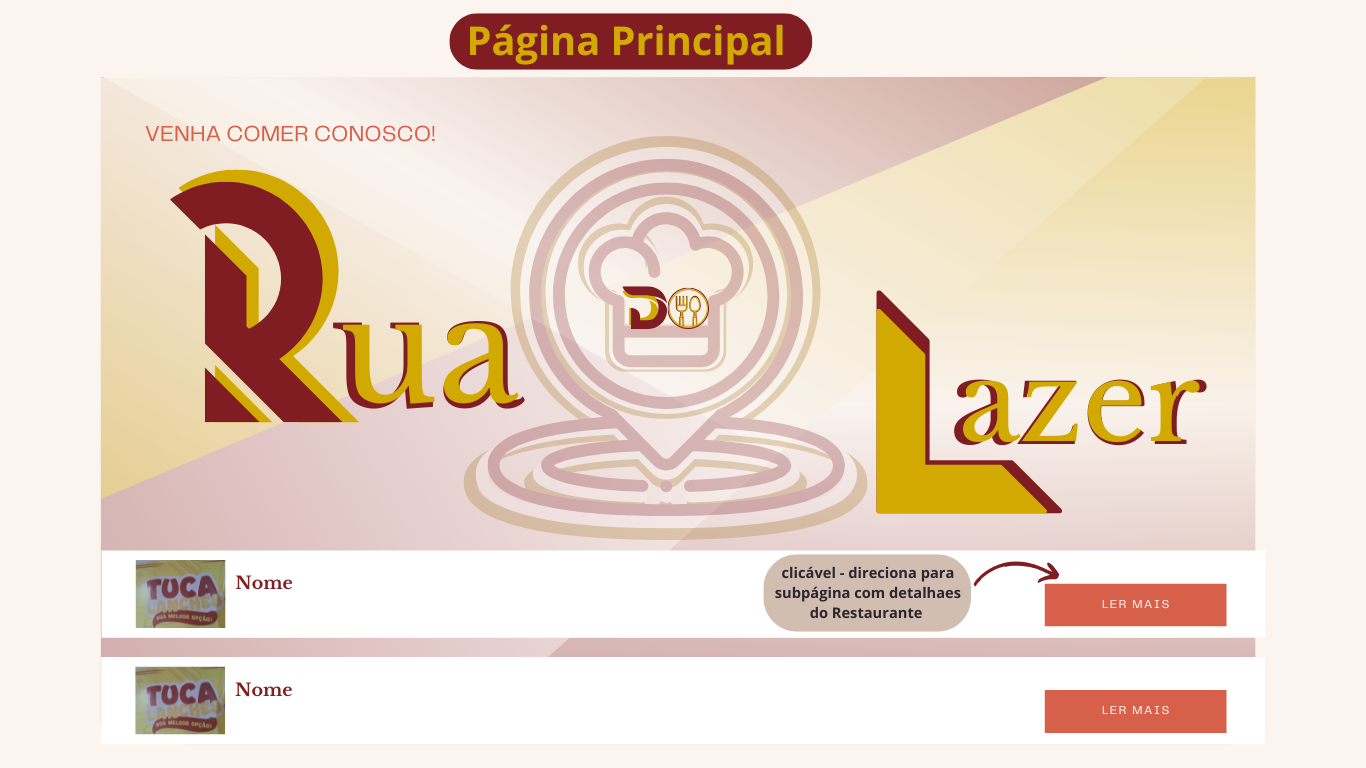 Página Principal
VENHA COMER CONOSCO!
Rua
DO
Lazer
TUCA
LANCHES
SUA MELHOR OPÇÃO!
Nome
clicável - direciona para
subpágina com detalhaes
do Restaurante
LER MAIS
TUCA
LANCHES
SUA MELHOR OPÇÃO!
Nome
LER MAIS